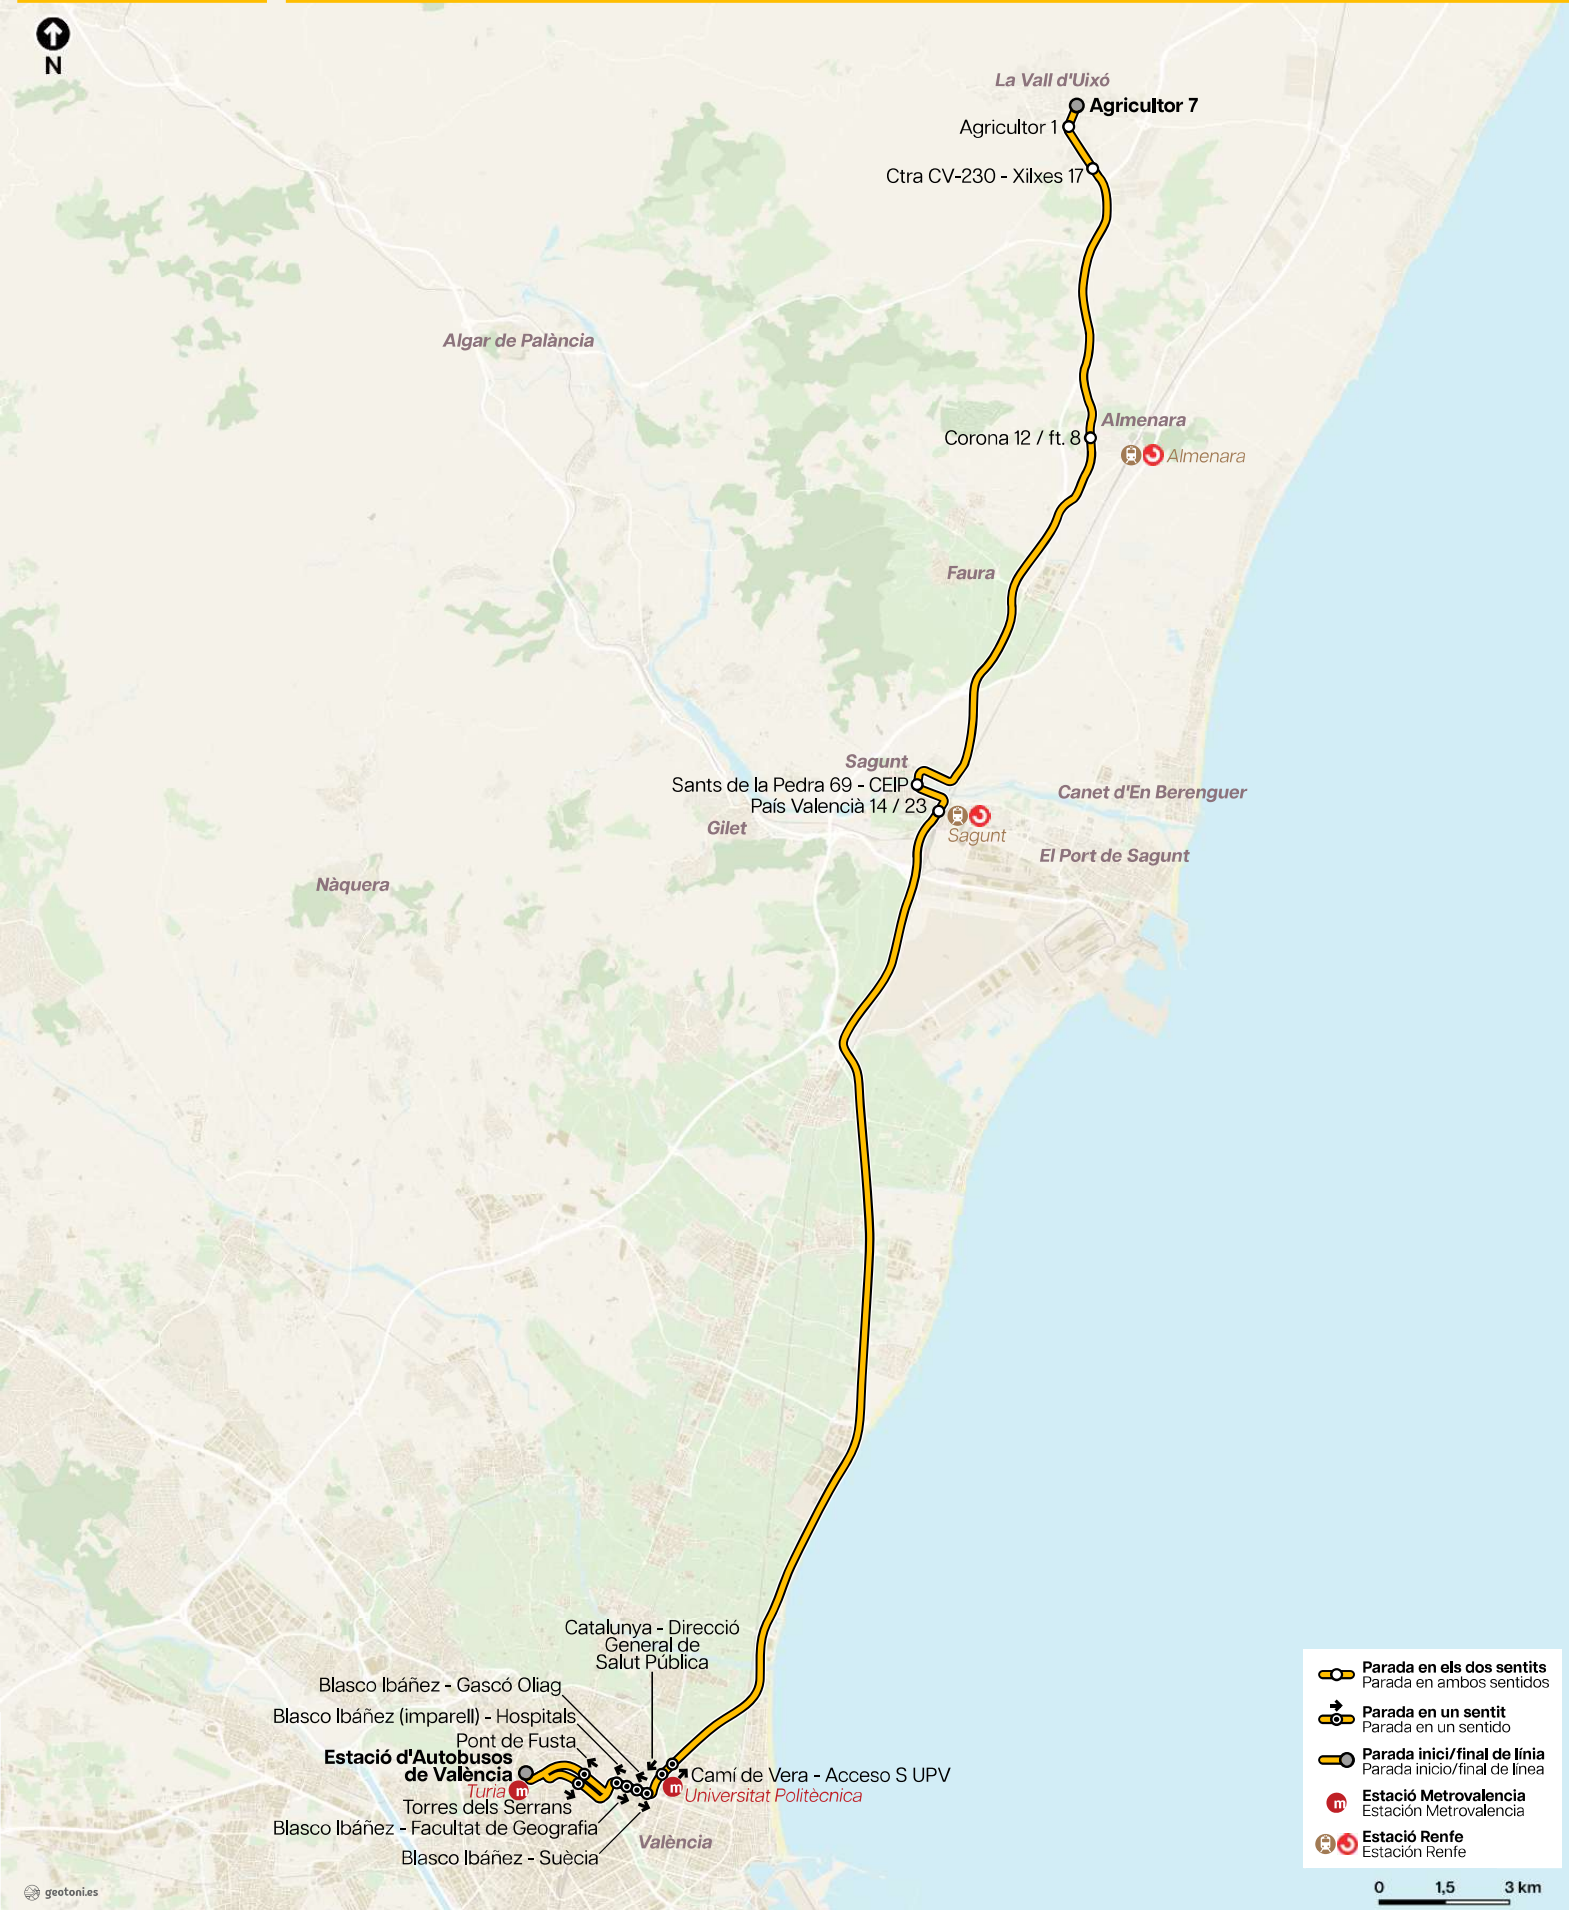 N
La Vall d'Uixó
Agricultor 7
Agricultor 1
Ctra CV-230 - Xilxes 17
Algar de Palància
Almenara
Corona 12 / ft. 8
Almenara
Faura
Sagunt
Sants de la Pedra 69 - CEIP
País Valencià 14 / 23
Canet d'En Berenguer
Gilet
Sagunt
El Port de Sagunt
Nàquera
Catalunya - Direcció
General de
Salut Pública
Blasco Ibáñez - Gascó Oliag
Blasco Ibáñez (imparell) - Hospitals
Pont de Fusta
Estació d'Autobusos
de València
Turia
m
Camí de Vera - Acceso S UPV
m
Universitat Politècnica
Torres dels Serrans
Blasco Ibáñez - Facultat de Geografia
València
Blasco Ibáñez - Suècia
Parada en els dos sentits
Parada en ambos sentidos
Parada en un sentit
Parada en un sentido
Parada inici/final de línia
Parada inicio/final de línea
m
Estació Metrovalencia
Estación Metrovalencia
Estació Renfe
Estación Renfe
geotoni.es
0 1,5 3 km